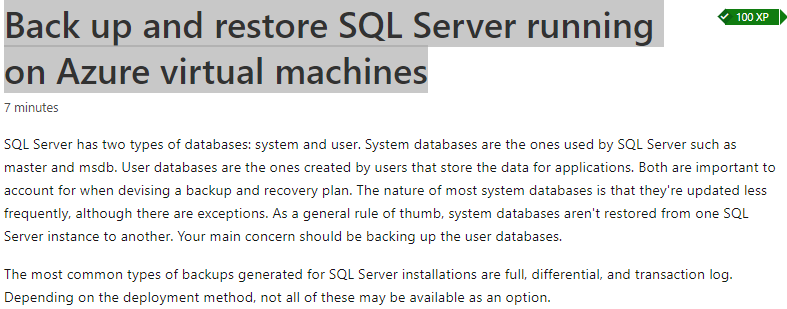 Back up and restore SQL Server running
on Azure virtual machines
100 XP
7 minutes
SQL Server has two types of databases: system and user. System databases are the ones used by SQL Server such as
master and msdb. User databases are the ones created by users that store the data for applications. Both are important to
account for when devising a backup and recovery plan. The nature of most system databases is that they're updated less
frequently, although there are exceptions. As a general rule of thumb, system databases aren't restored from one SQL
Server instance to another. Your main concern should be backing up the user databases.
The most common types of backups generated for SQL Server installations are full, differential, and transaction log.
Depending on the deployment method, not all of these may be available as an option.